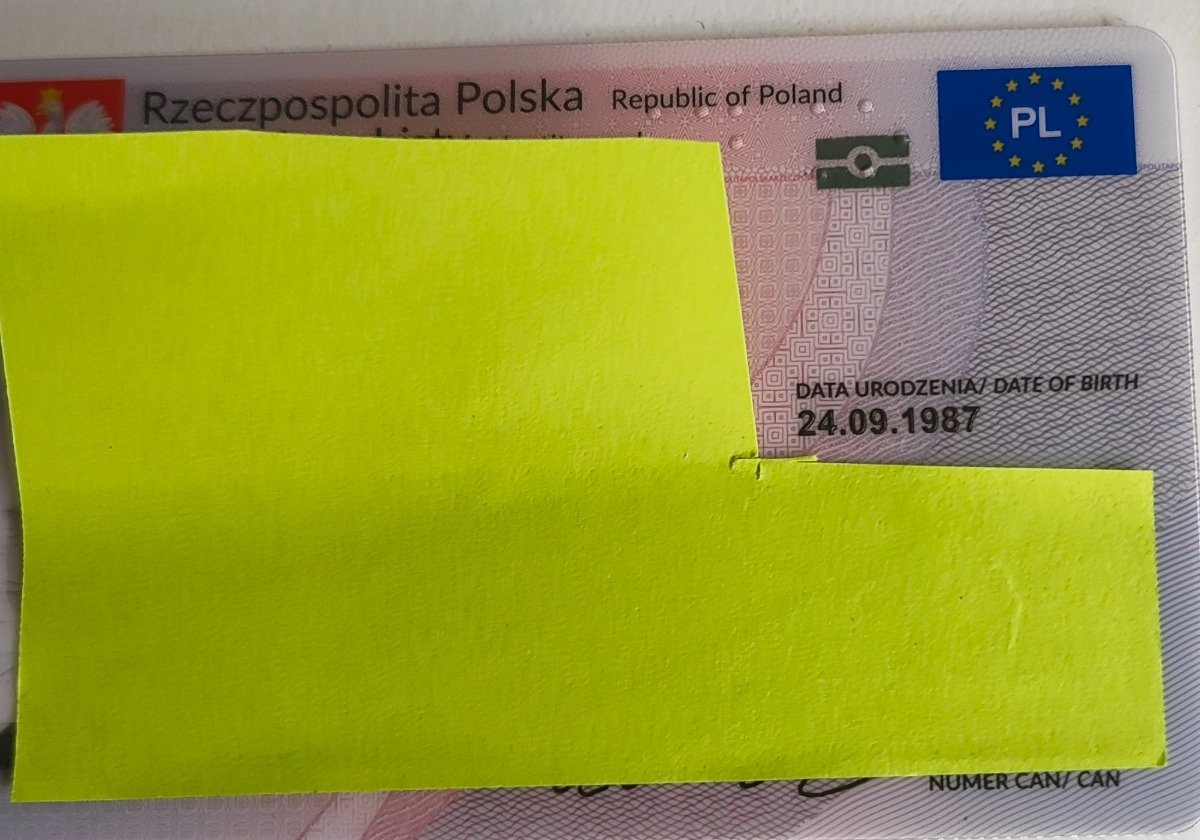 Rzeczpospolita Polska Republic of Poland
PL
DATA URODZENIA/ DATE OF BIRTH
24.09.1987
NUMER CAN/ CAN